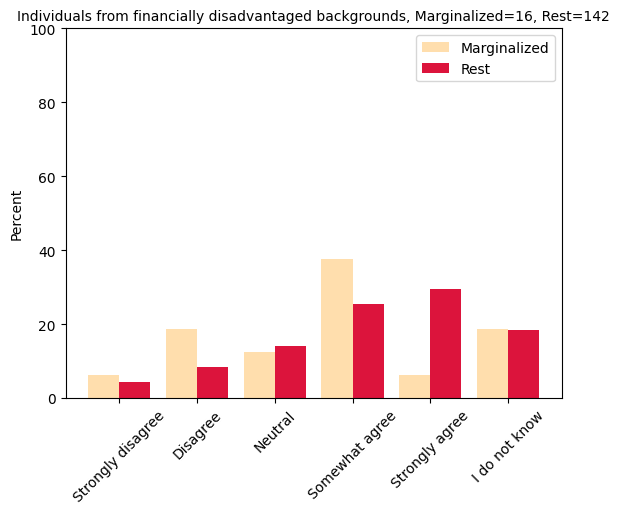 Individuals from financially disadvantaged backgrounds, Marginalized=16, Rest=142
100
80
60
40
20
0
Percent
Marginalized
Rest
Strongly disagree
Disagree
Neutral
Somewhat agree
Strongly agree
I do not know